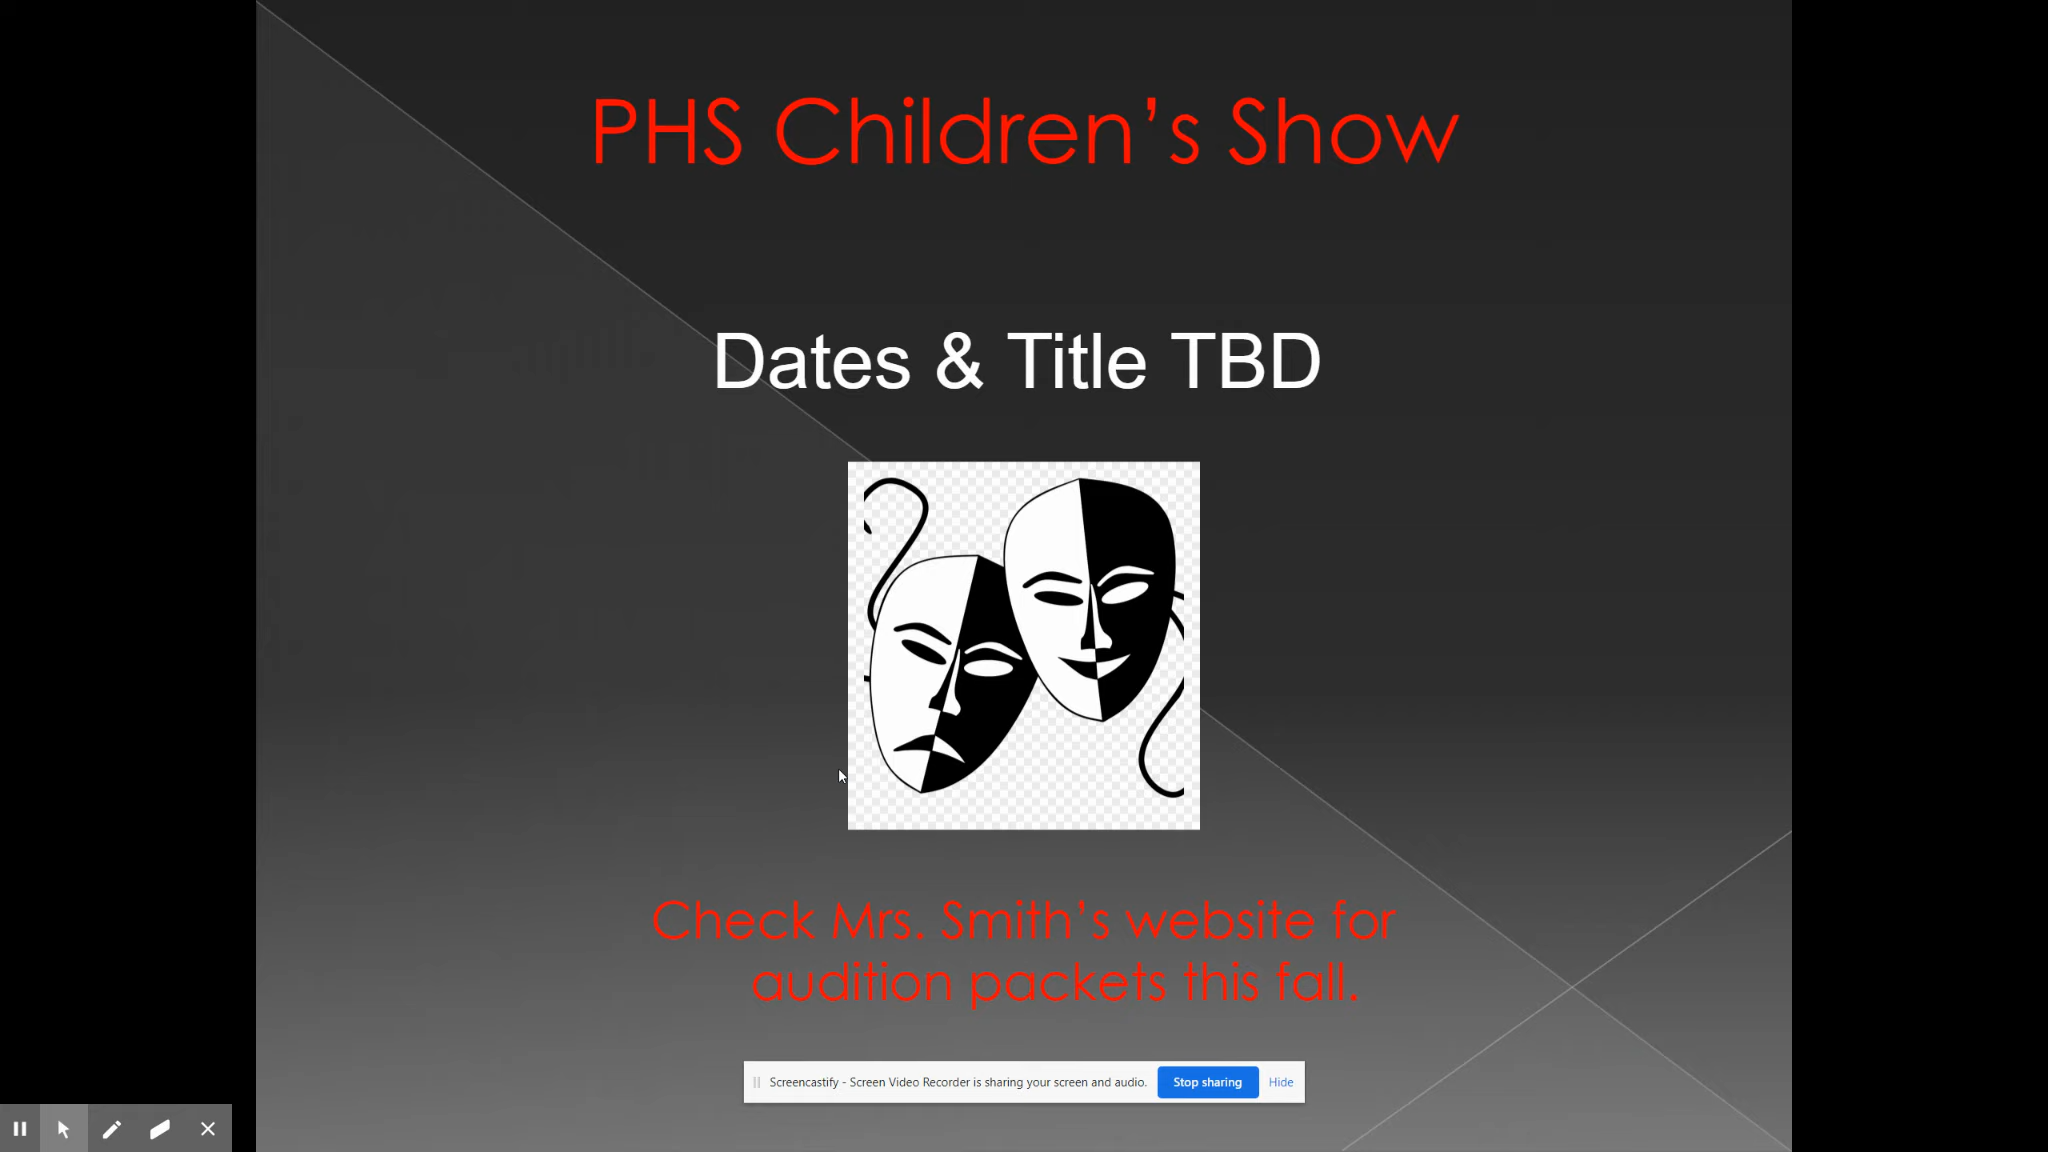 PHS Children’s Show
Dates & Title TBD
Check Mrs. Smith’s website for
audition packets this fall.
Screencastify - Screen Video Recorder is sharing your screen and audio. Stop sharing Hide